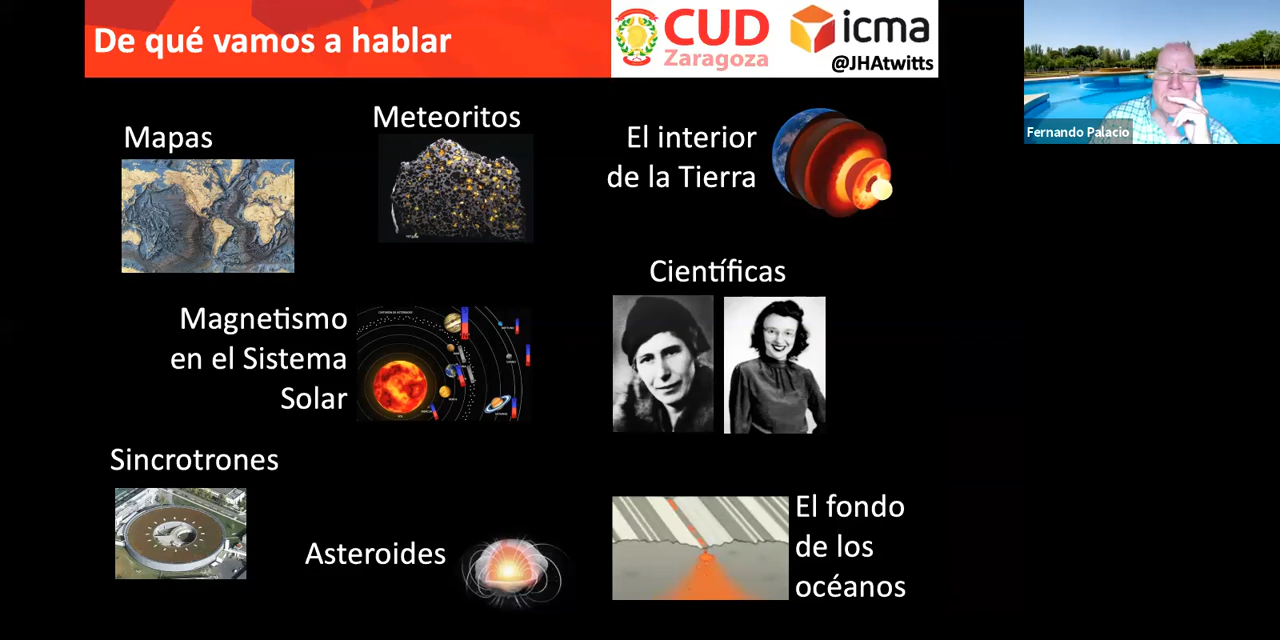 De qué vamos a hablar
CUD
Zaragoza
icma
@JHAtwitts
Fernando Palacio
Mapas
Meteoritos
El interior
de la Tierra
Científicas
Magnetismo
en el Sistema
Solar
Sincrotrones
Asteroides
El fondo
de los
océanos